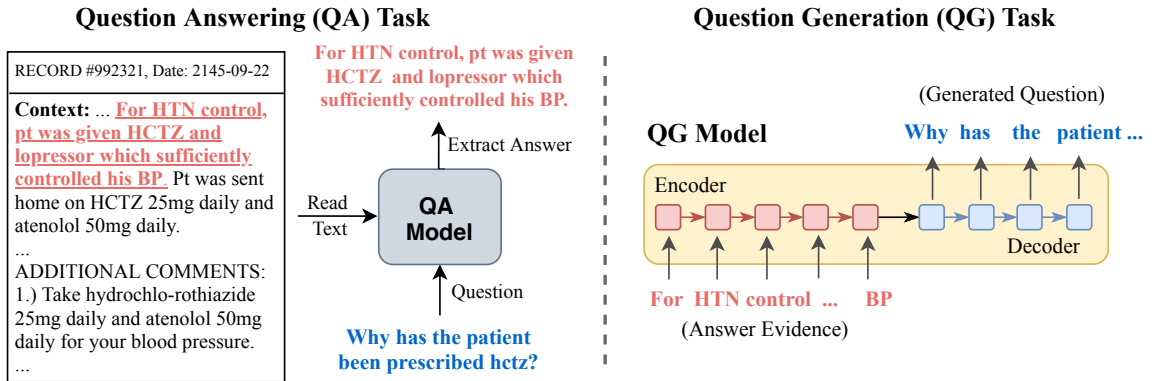 Question Answering (QA) Task
RECORD #992321, Date: 2145-09-22
Context: ... For HTN control,
pt was given HCTZ and
lopressor which sufficiently
controlled his BP. Pt was sent
home on HCTZ 25mg daily and
atenolol 50mg daily.
...
ADDITIONAL COMMENTS:
1.) Take hydrochlo-rothiazide
25mg daily and atenolol 50mg
daily for your blood pressure.
...
For HTN control, pt was given
HCTZ and lopressor which
sufficiently controlled his BP.
Extract Answer
Read
Text
QA
Model
Question
Why has the patient
been prescribed hctz?
Question Generation (QG) Task
(Generated Question)
QG Model
Why has the patient ...
Encoder
Decoder
For HTN control ... BP
(Answer Evidence)